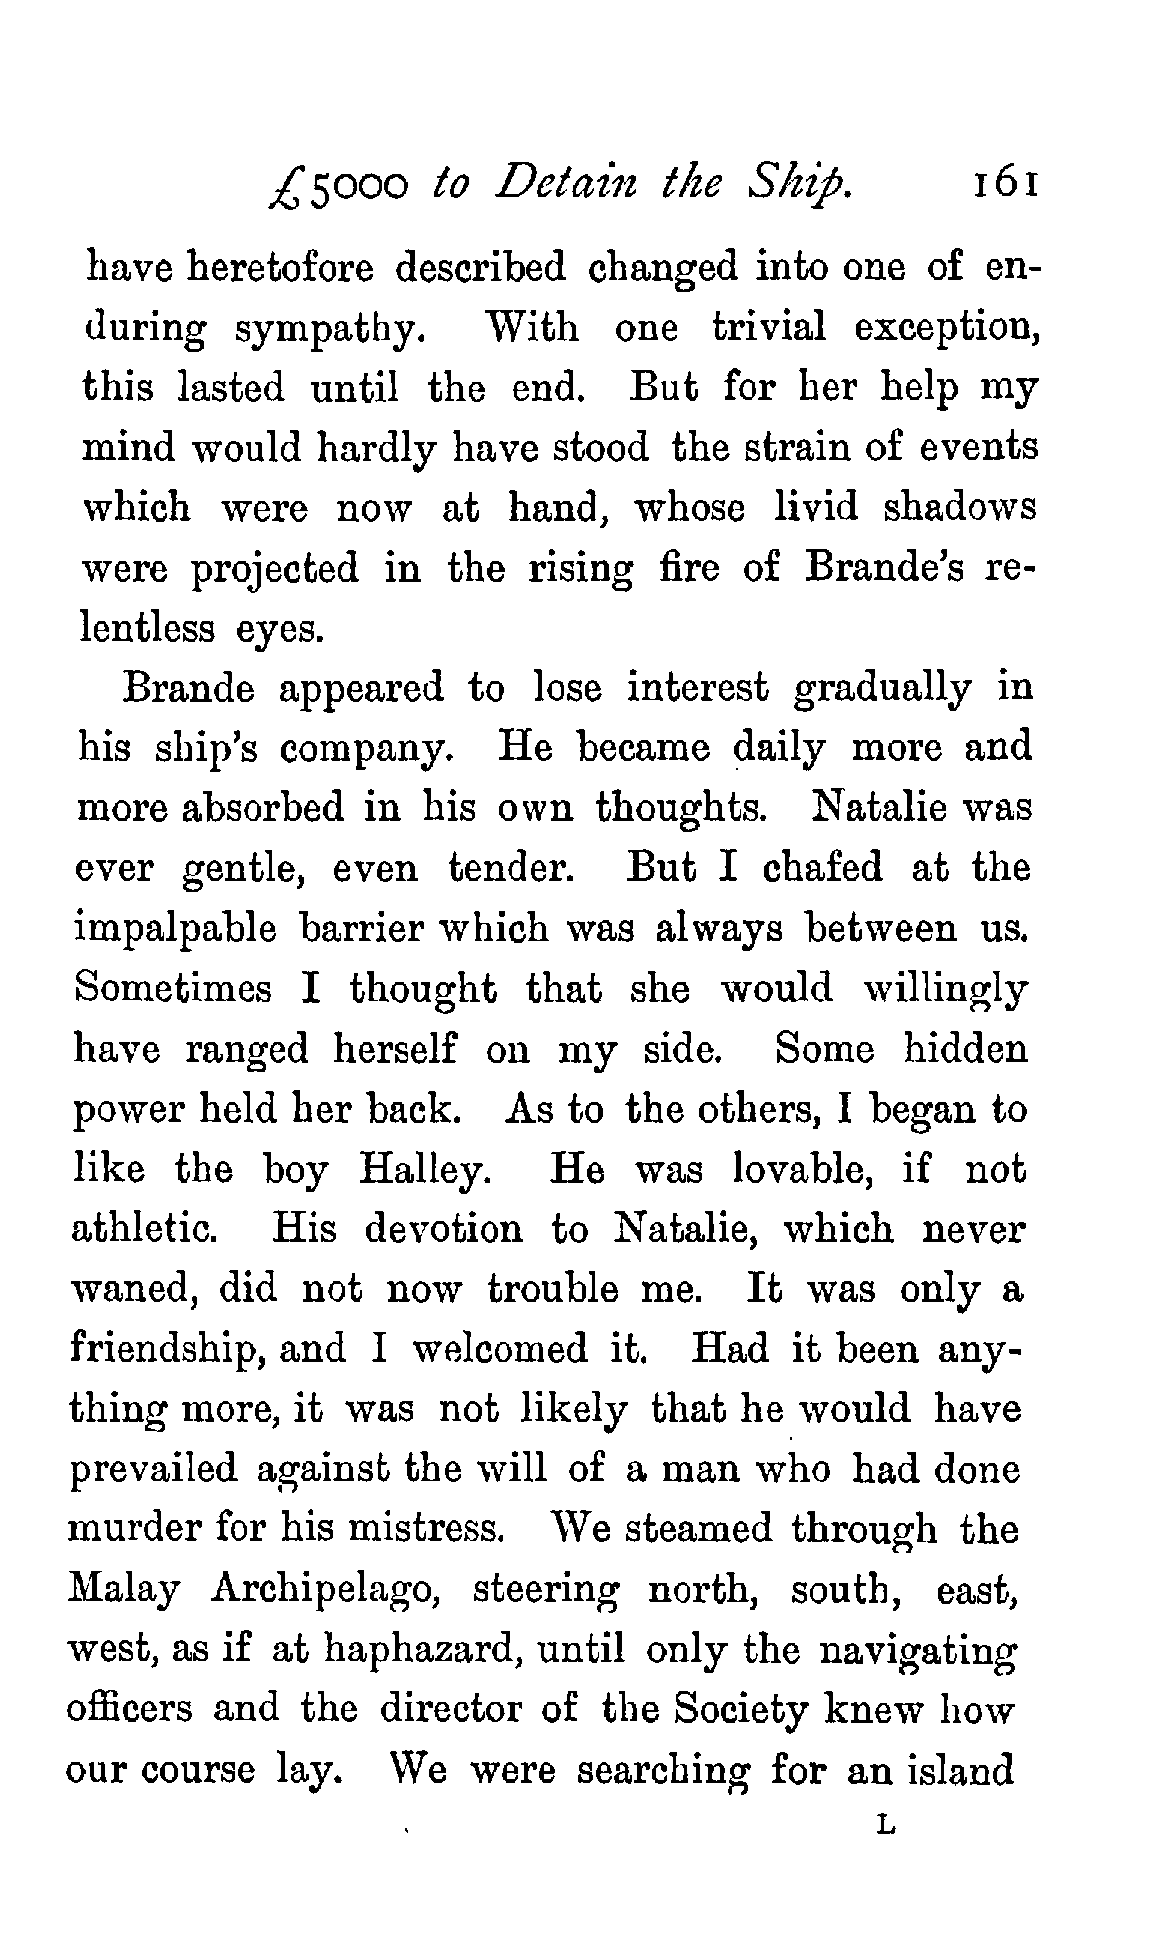 £5000 to Detain the Ship. 161
have heretofore described changed into one of en-
during sympathy. With one trivial exception,
this lasted until the end. But for her help my
mind would hardly have stood the strain of events
which were now at hand, whose livid shadows
were projected in the rising fire of Brande's re-
lentless eyes.
Brande appeared to lose interest gradually in
his ship's company. He became daily more and
more absorbed in his own thoughts. Natalie was
ever gentle, even tender. But I chafed at the
impalpable barrier which was always between us.
Sometimes I thought that she would willingly
have ranged herself on my side. Some hidden
power held her back. As to the others, I began to
like the boy Halley. He was lovable, if not
athletic. His devotion to Natalie, which never
waned, did not now trouble me. It was only a
friendship, and I welcomed it. Had it been any-
thing more, it was not likely that he would have
prevailed against the will of a man who had done
murder for his mistress. We steamed through the
Malay Archipelago, steering north, south, east,
west, as if at haphazard, until only the navigating
officers and the director of the Society knew how
our course lay. We were searching for an island
L